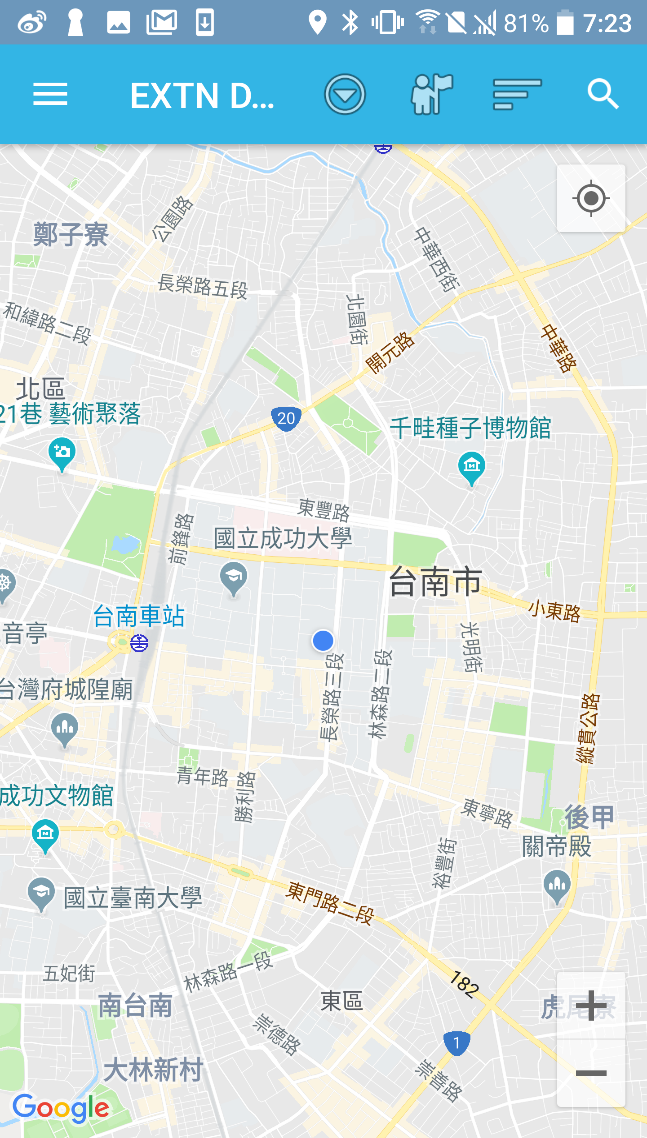 81% 7:23
EXTN D...
鄭子寮
公園路
中華西街
長榮路五段
北園街
和緯路二段
開元路
中華路
北區
21巷 藝術聚落
20
千畦種子博物館
東豐路
前鋒路
國立成功大學
台南市
小東路
台南車站
音亭
光明街
台灣府城隍廟
長榮路三段
林森路二段
縱貫公路
青年路
勝利路
成功文物館
東寧路
後甲
關帝殿
裕豐街
國立臺南大學
東門路二段
五妃街
林森路一段
182
南台南
東區
虎尾寮
崇德路
1
大林新村
崇善路
Google